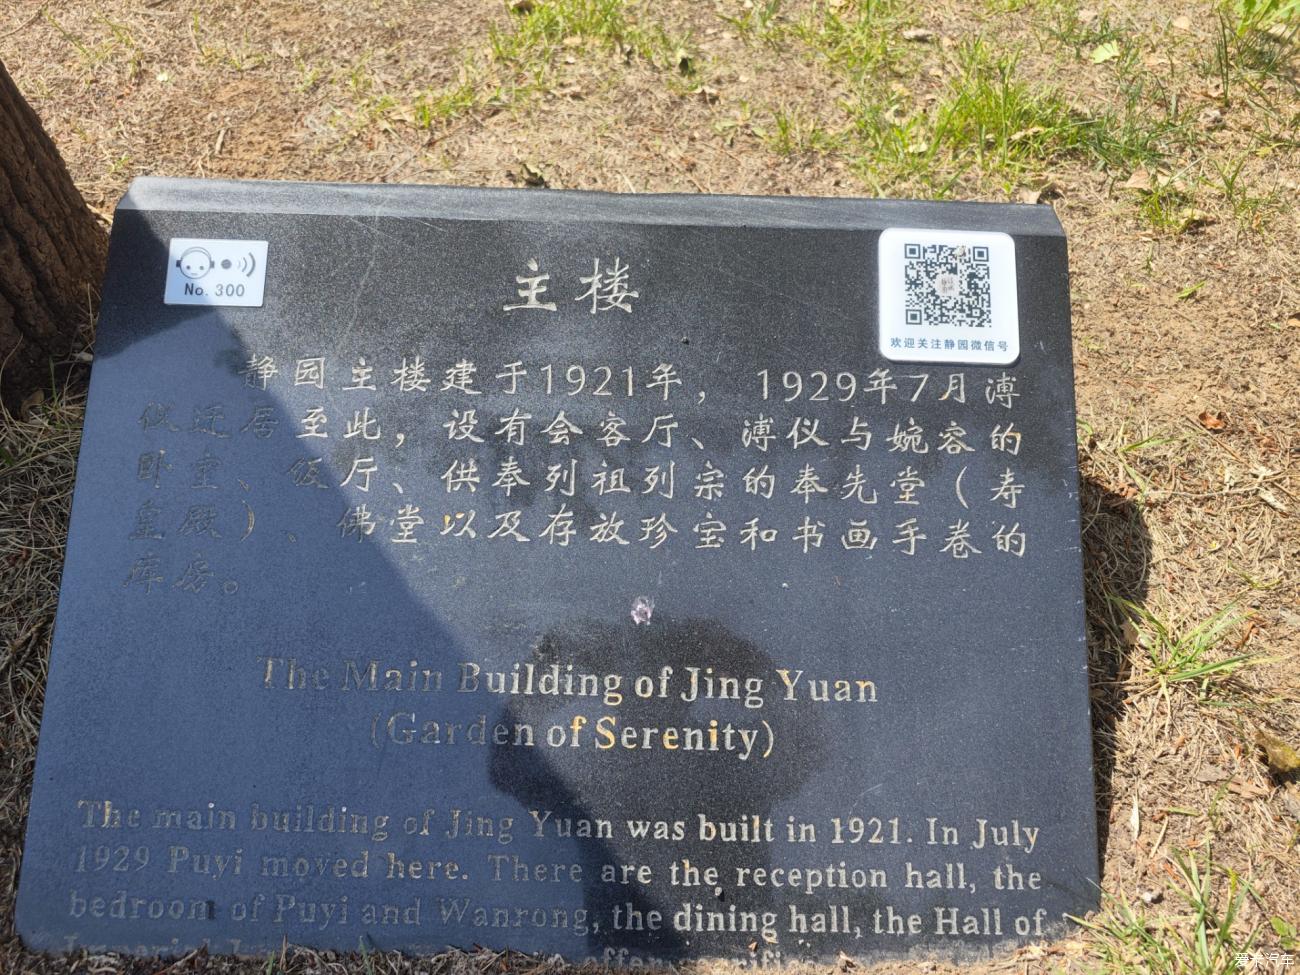 No. 300
主楼
欢迎关注静园微信号
静园主楼建于1921年，1929年7月溥
仪迁居至此，设有会客厅、溥仪与婉容的
卧室、饭厅、供奉列祖列宗的奉先堂（寿
皇殿）、佛堂以及存放珍宝和书画手卷的
库房。
The Main Building of Jing Yuan
(Garden of Serenity)
The main building of Jing Yuan was built in 1921. In July
1929 Puyi moved here. There are the reception hall, the
bedroom of Puyi and Wanrong, the dining hall, the Hall of
Imperial
爱卡汽车